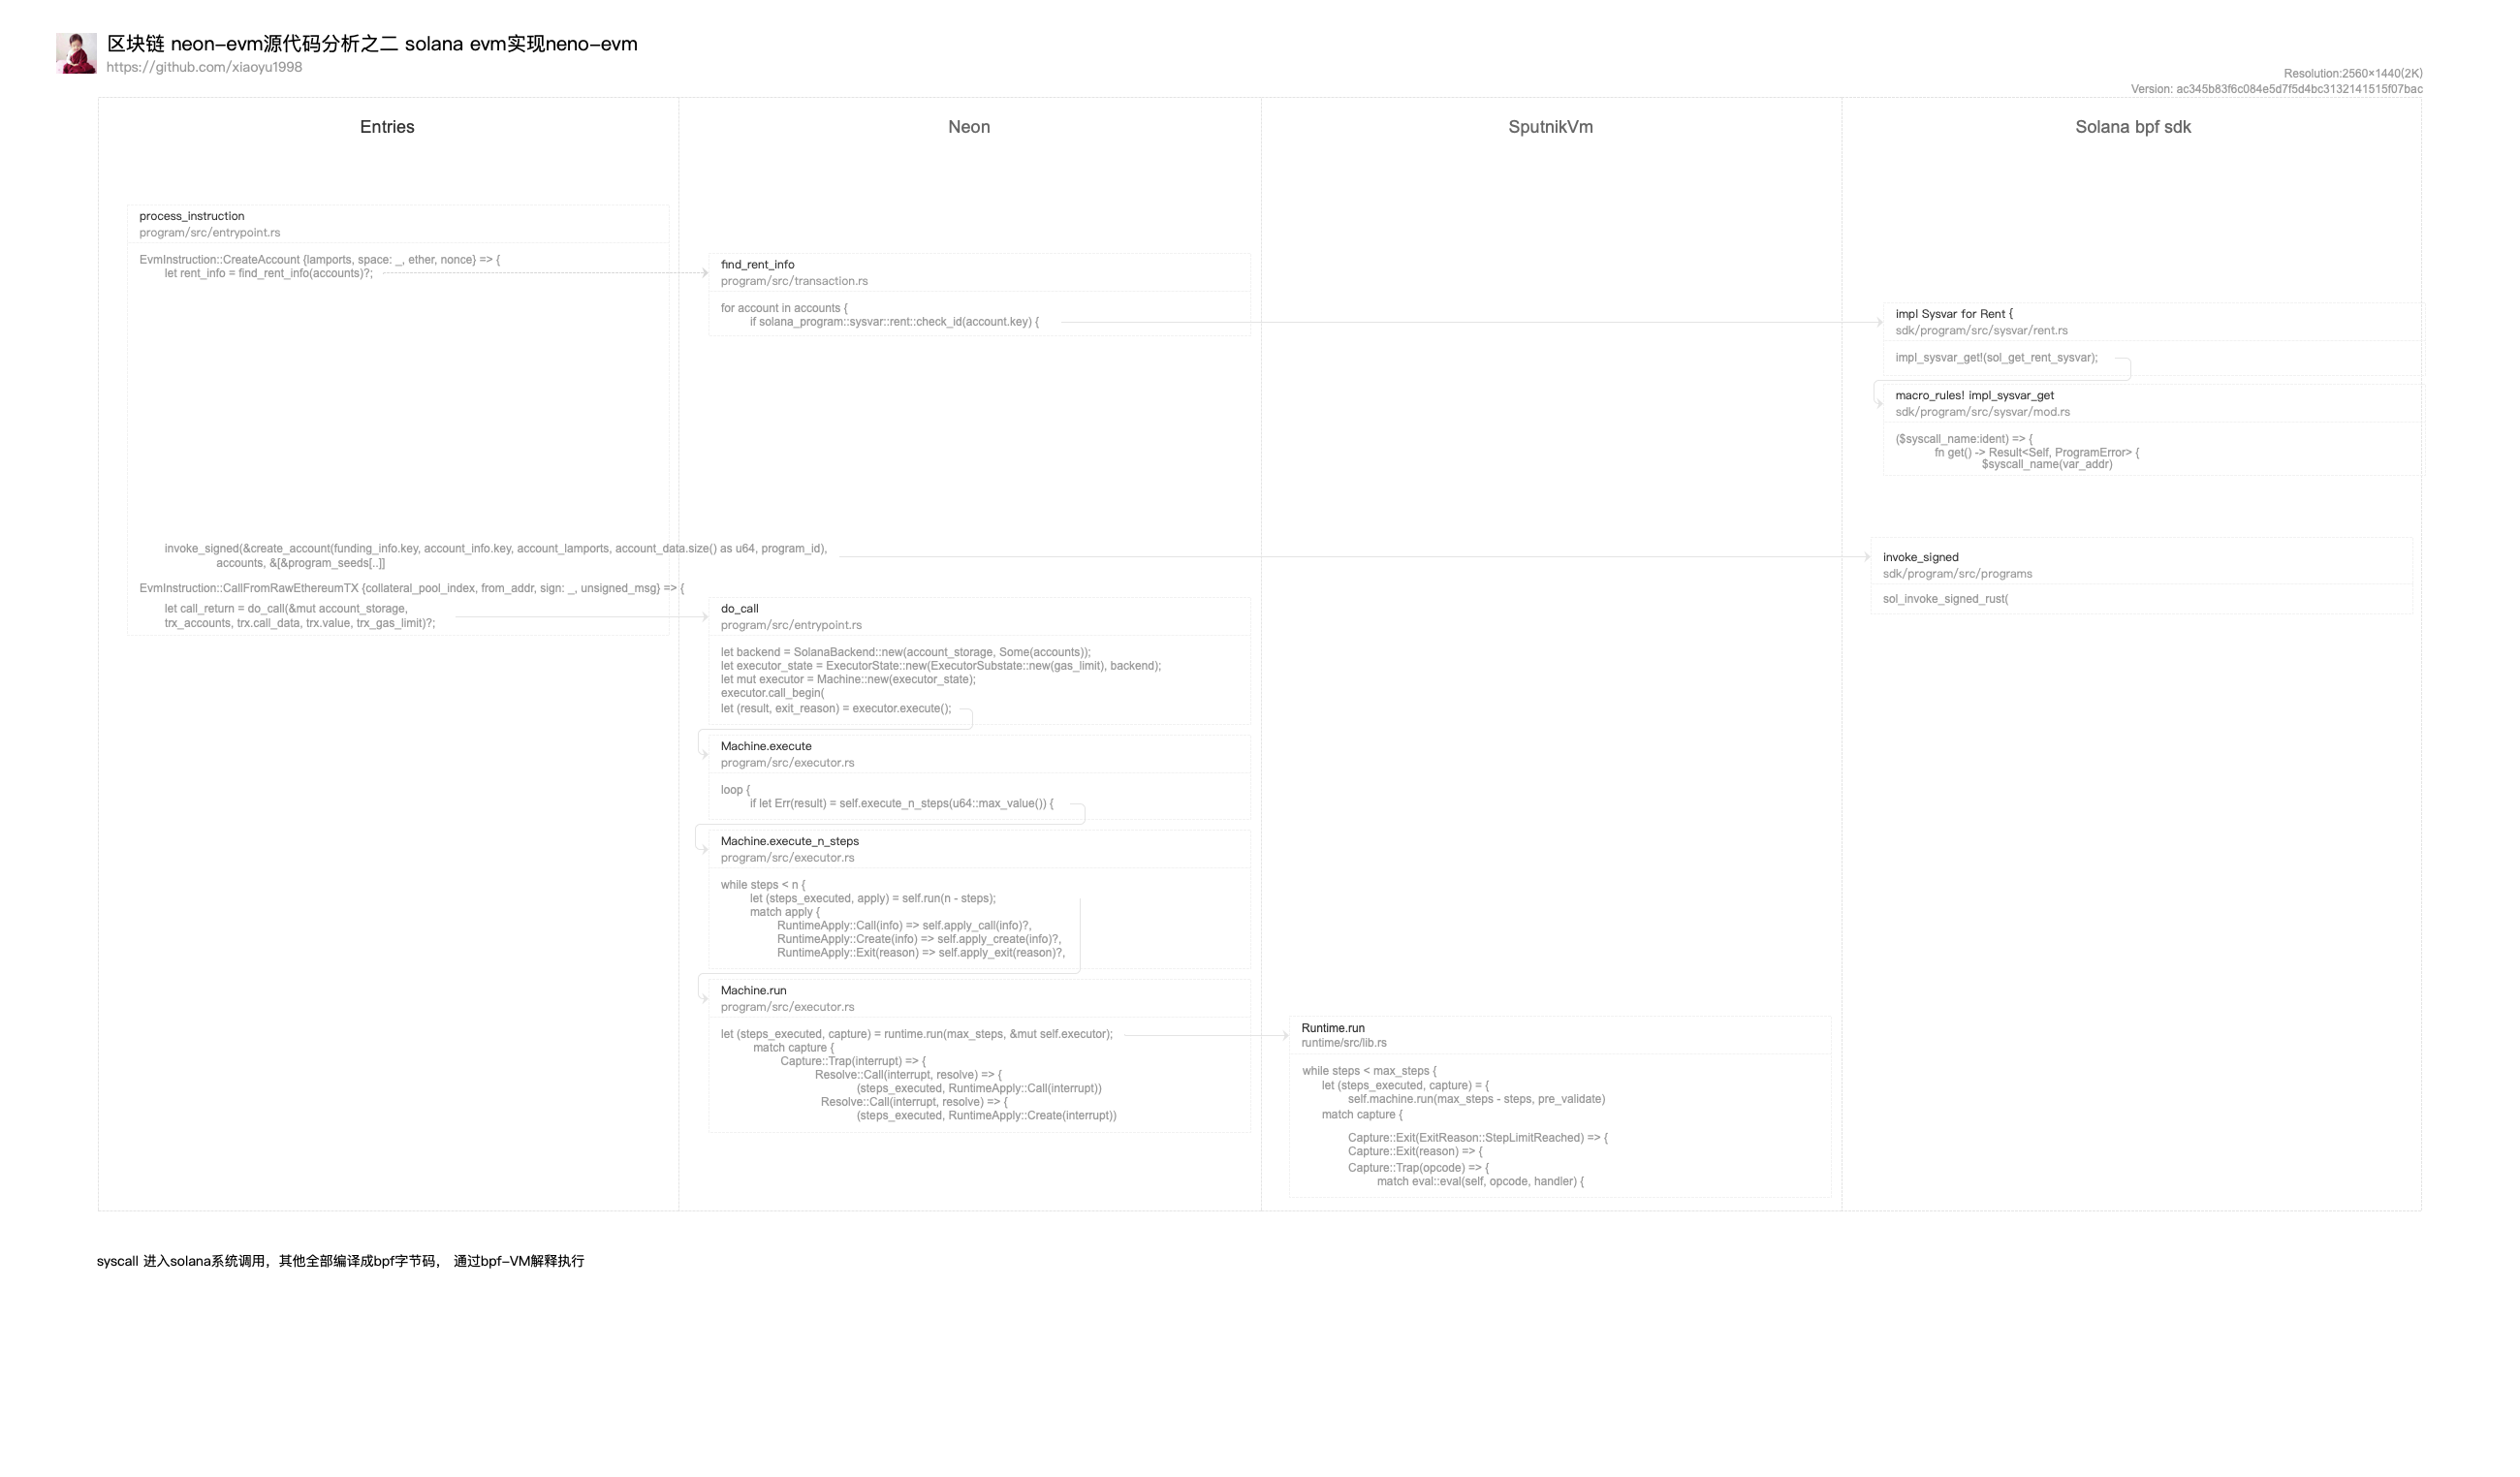 区块链 neon-evm源代码分析之二 solana evm实现neno-evm
https://github.com/xiaoyu1998
Resolution:2560×1440(2K)
Version: ac345b83f6c084e5d7f5d4bc3132141515f07bac
Entries
Neon
SputnikVm
Solana bpf sdk
process_instruction
program/src/entrypoint.rs
EvmInstruction::CreateAccount {lamports, space: _, ether, nonce} => {
let rent_info = find_rent_info(accounts)?;
invoke_signed(&create_account(funding_info.key, account_info.key, account_lamports, account_data.size() as u64, program_id),
accounts, &[&program_seeds[..]]
EvmInstruction::CallFromRawEthereumTX {collateral_pool_index, from_addr, sign: _, unsigned_msg} => {
let call_return = do_call(&mut account_storage,
trx_accounts, trx.call_data, trx.value, trx_gas_limit)?;
find_rent_info
program/src/transaction.rs
for account in accounts {
if solana_program::sysvar::rent::check_id(account.key) {
do_call
program/src/entrypoint.rs
let backend = SolanaBackend::new(account_storage, Some(accounts));
let executor_state = ExecutorState::new(ExecutorSubstate::new(gas_limit), backend);
let mut executor = Machine::new(executor_state);
executor.call_begin(
let (result, exit_reason) = executor.execute();
Machine.execute
program/src/executor.rs
loop {
if let Err(result) = self.execute_n_steps(u64::max_value()) {
Machine.execute_n_steps
program/src/executor.rs
while steps < n {
let (steps_executed, apply) = self.run(n - steps);
match apply {
RuntimeApply::Call(info) => self.apply_call(info)?,
RuntimeApply::Create(info) => self.apply_create(info)?,
RuntimeApply::Exit(reason) => self.apply_exit(reason)?,
Machine.run
program/src/executor.rs
let (steps_executed, capture) = runtime.run(max_steps, &mut self.executor);
match capture {
Capture::Trap(interrupt) => {
Resolve::Call(interrupt, resolve) => {
(steps_executed, RuntimeApply::Call(interrupt))
Resolve::Call(interrupt, resolve) => {
(steps_executed, RuntimeApply::Create(interrupt))
Runtime.run
runtime/src/lib.rs
while steps < max_steps {
let (steps_executed, capture) = {
self.machine.run(max_steps - steps, pre_validate)
match capture {
Capture::Exit(ExitReason::StepLimitReached) => {
Capture::Exit(reason) => {
Capture::Trap(opcode) => {
match eval::eval(self, opcode, handler) {
impl Sysvar for Rent {
sdk/program/src/sysvar/rent.rs
impl_sysvar_get!(sol_get_rent_sysvar);
macro_rules! impl_sysvar_get
sdk/program/src/sysvar/mod.rs
($syscall_name:ident) => {
fn get() -> Result<Self, ProgramError> {
$syscall_name(var_addr)
invoke_signed
sdk/program/src/programs
sol_invoke_signed_rust(
syscall 进入solana系统调用，其他全部编译成bpf字节码， 通过bpf-VM解释执行